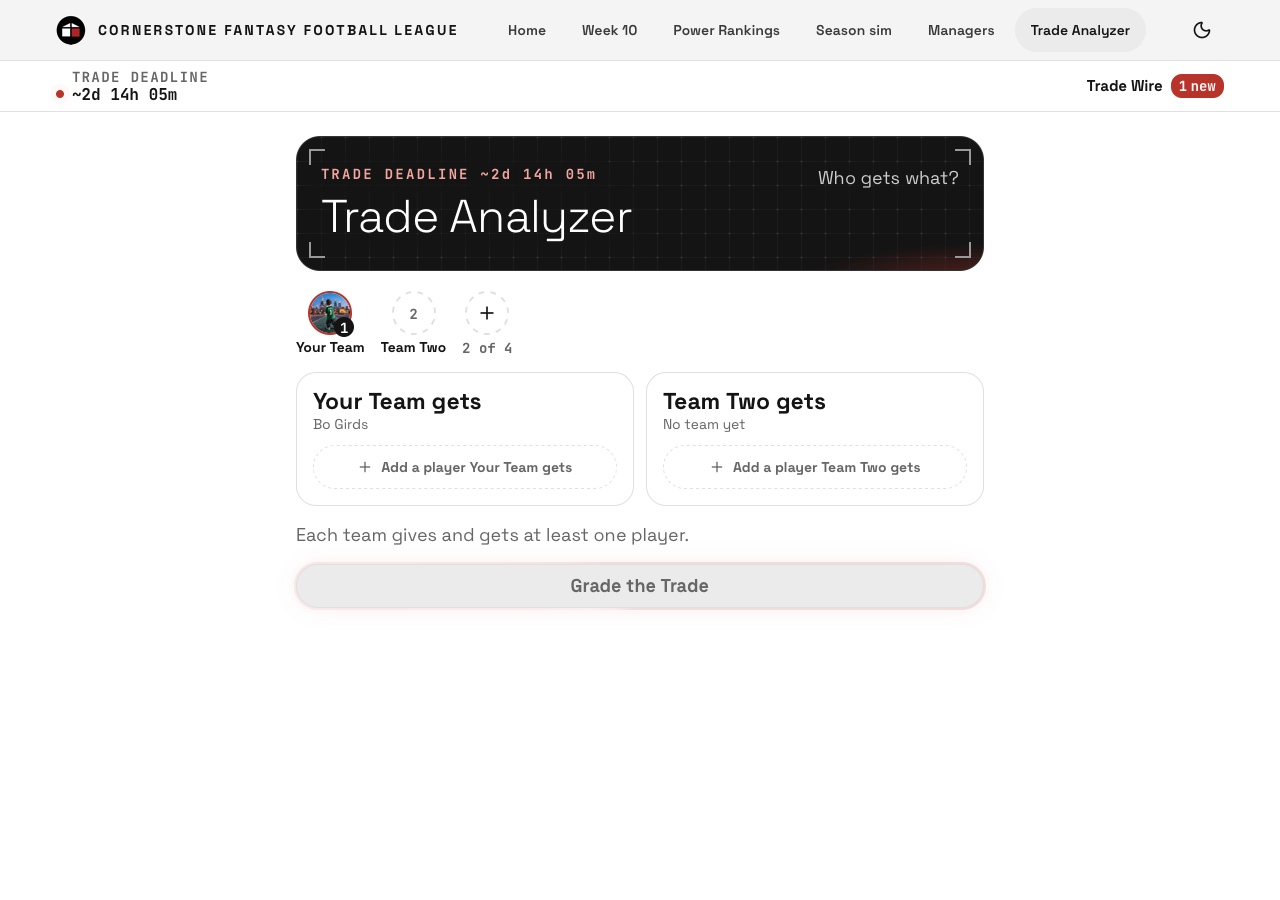 CORNERSTONE FANTASY FOOTBALL LEAGUE
Home
Week 10
Power Rankings
Season sim
Managers
Trade Analyzer
TRADE DEADLINE
~2d 14h 05m
Trade Wire
1 new
TRADE DEADLINE ~2d 14h 05m
Who gets what?
Trade Analyzer
1
2
Your Team
Team Two
2 of 4
Your Team gets
Bo Girds
Add a player Your Team gets
Team Two gets
No team yet
Add a player Team Two gets
Each team gives and gets at least one player.
Grade the Trade